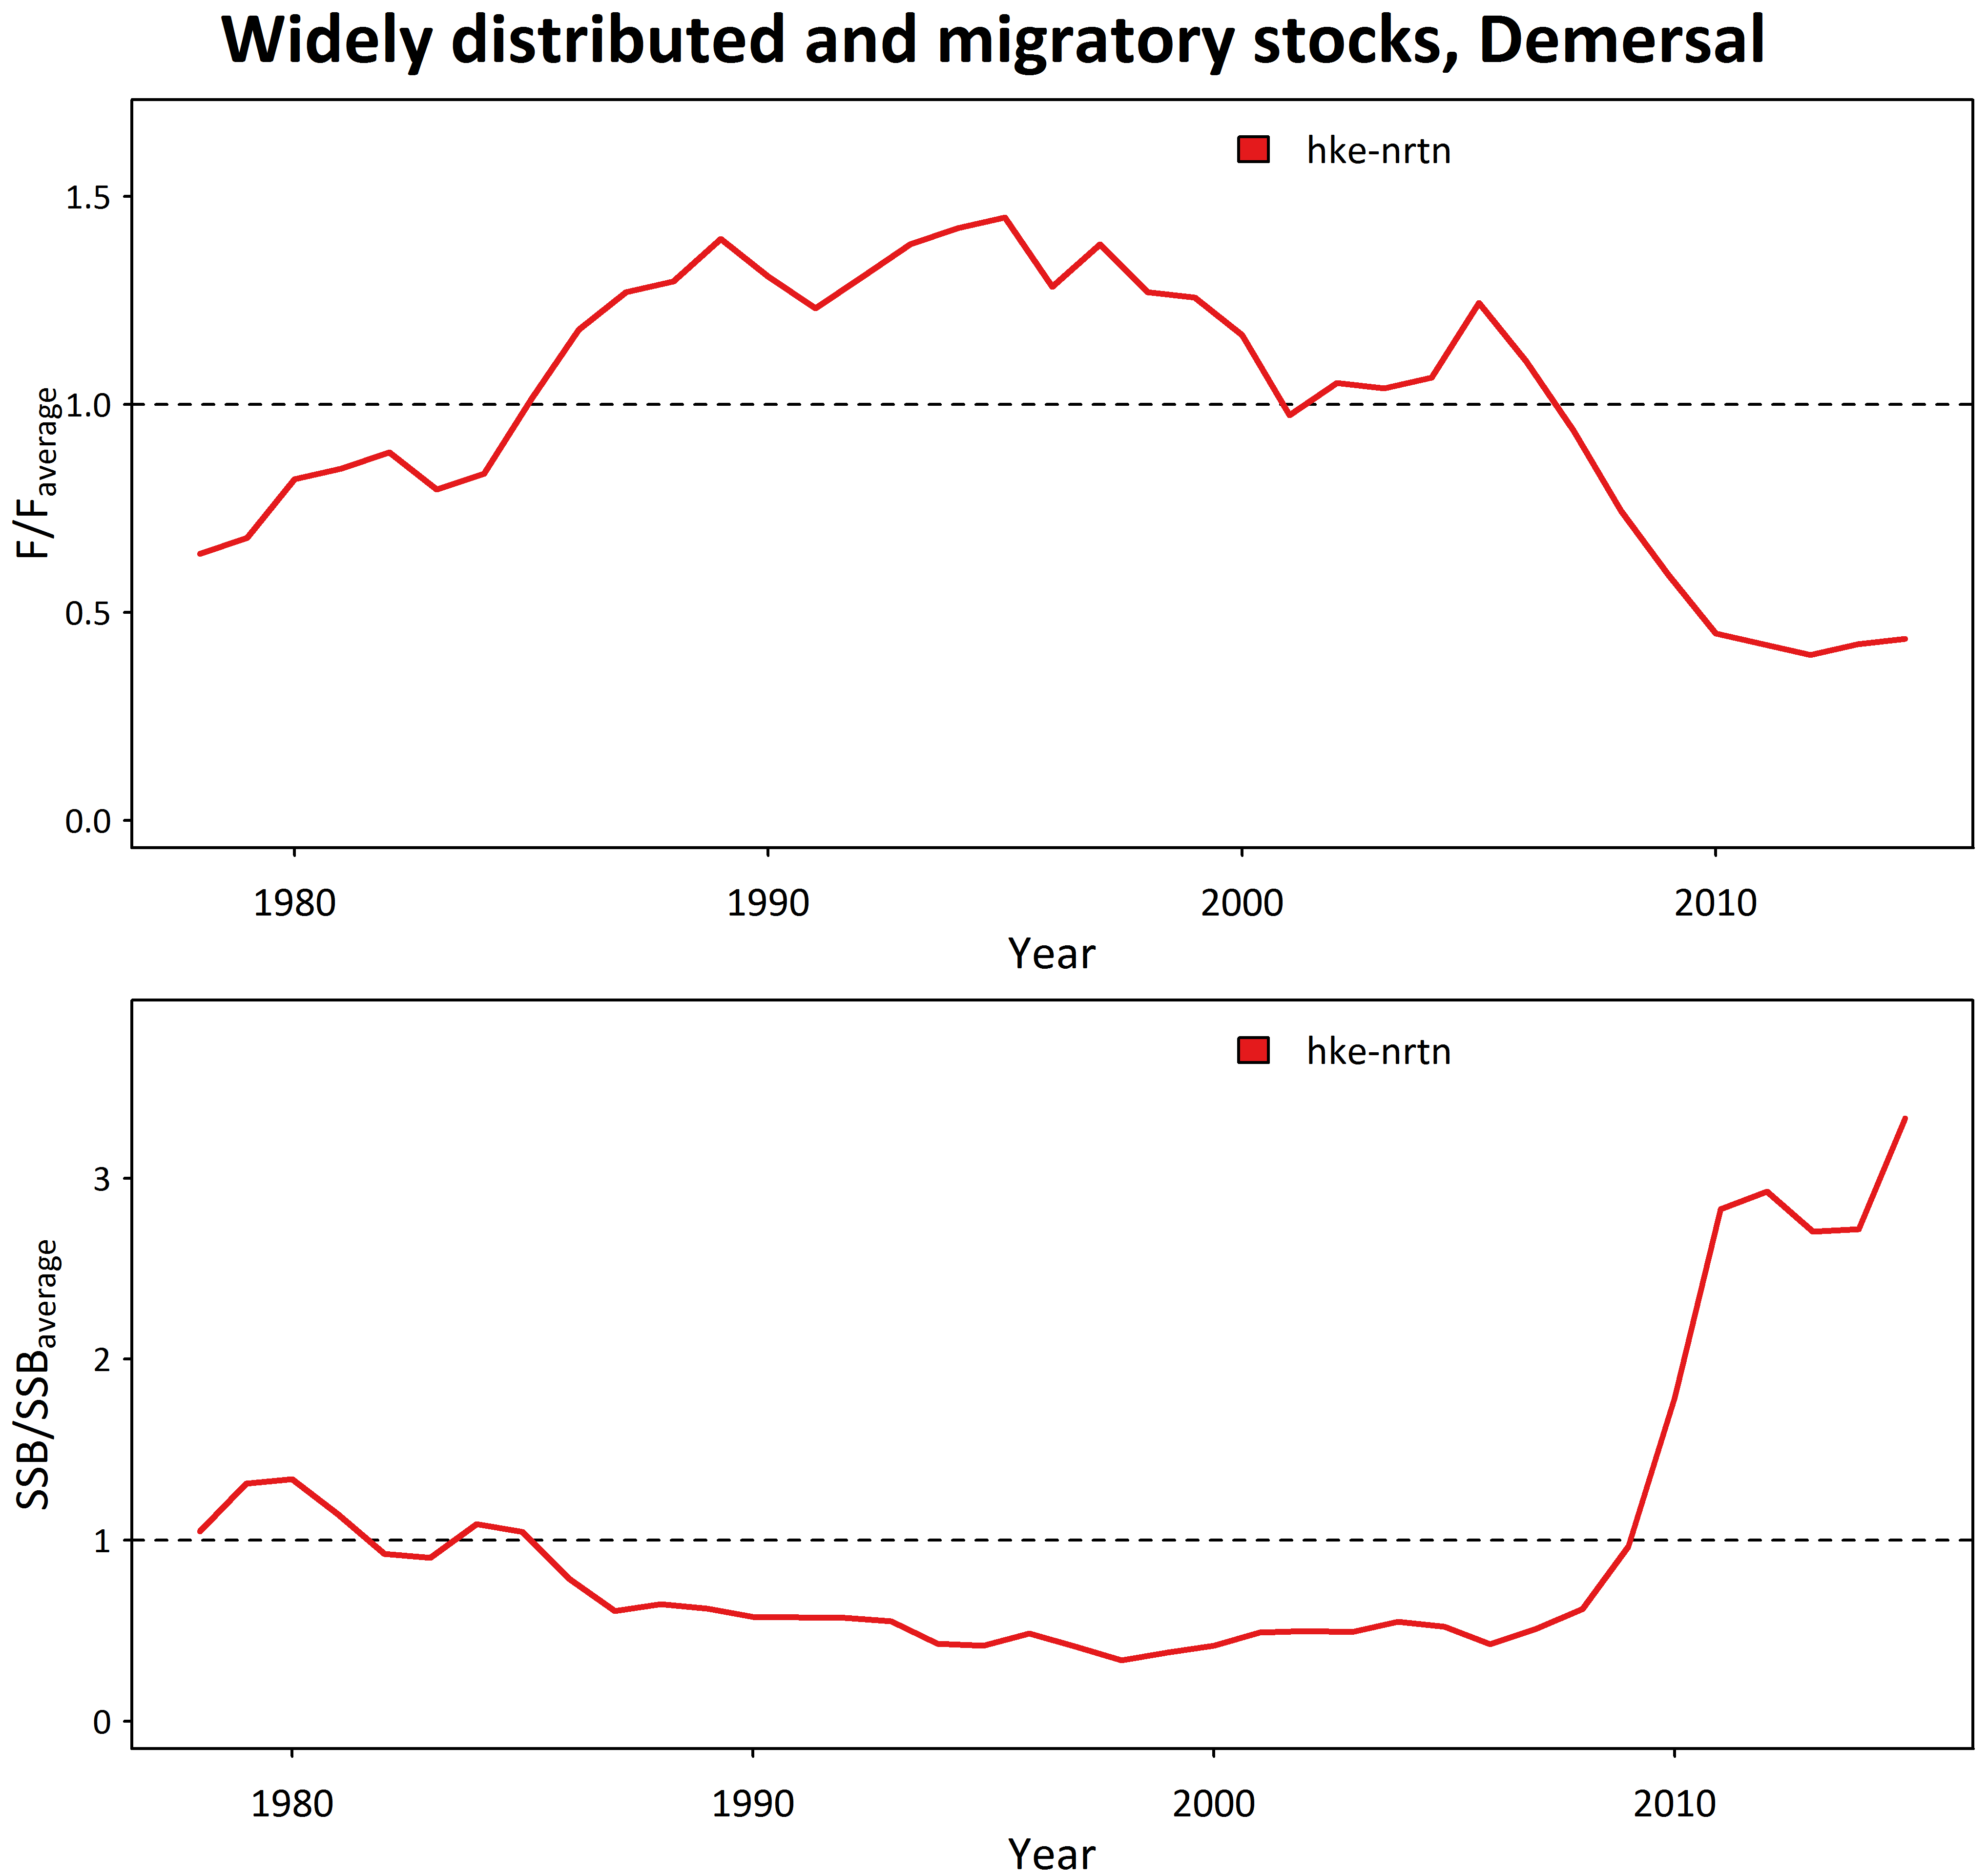 Widely distributed and migratory stocks, Demersal
hke-nrtn
1.5
1.0
0.5
0.0
F/Faverage
1980 1990 2000 2010
Year
hke-nrtn
3
2
1
0
SSB/SSBaverage
1980 1990 2000 2010
Year